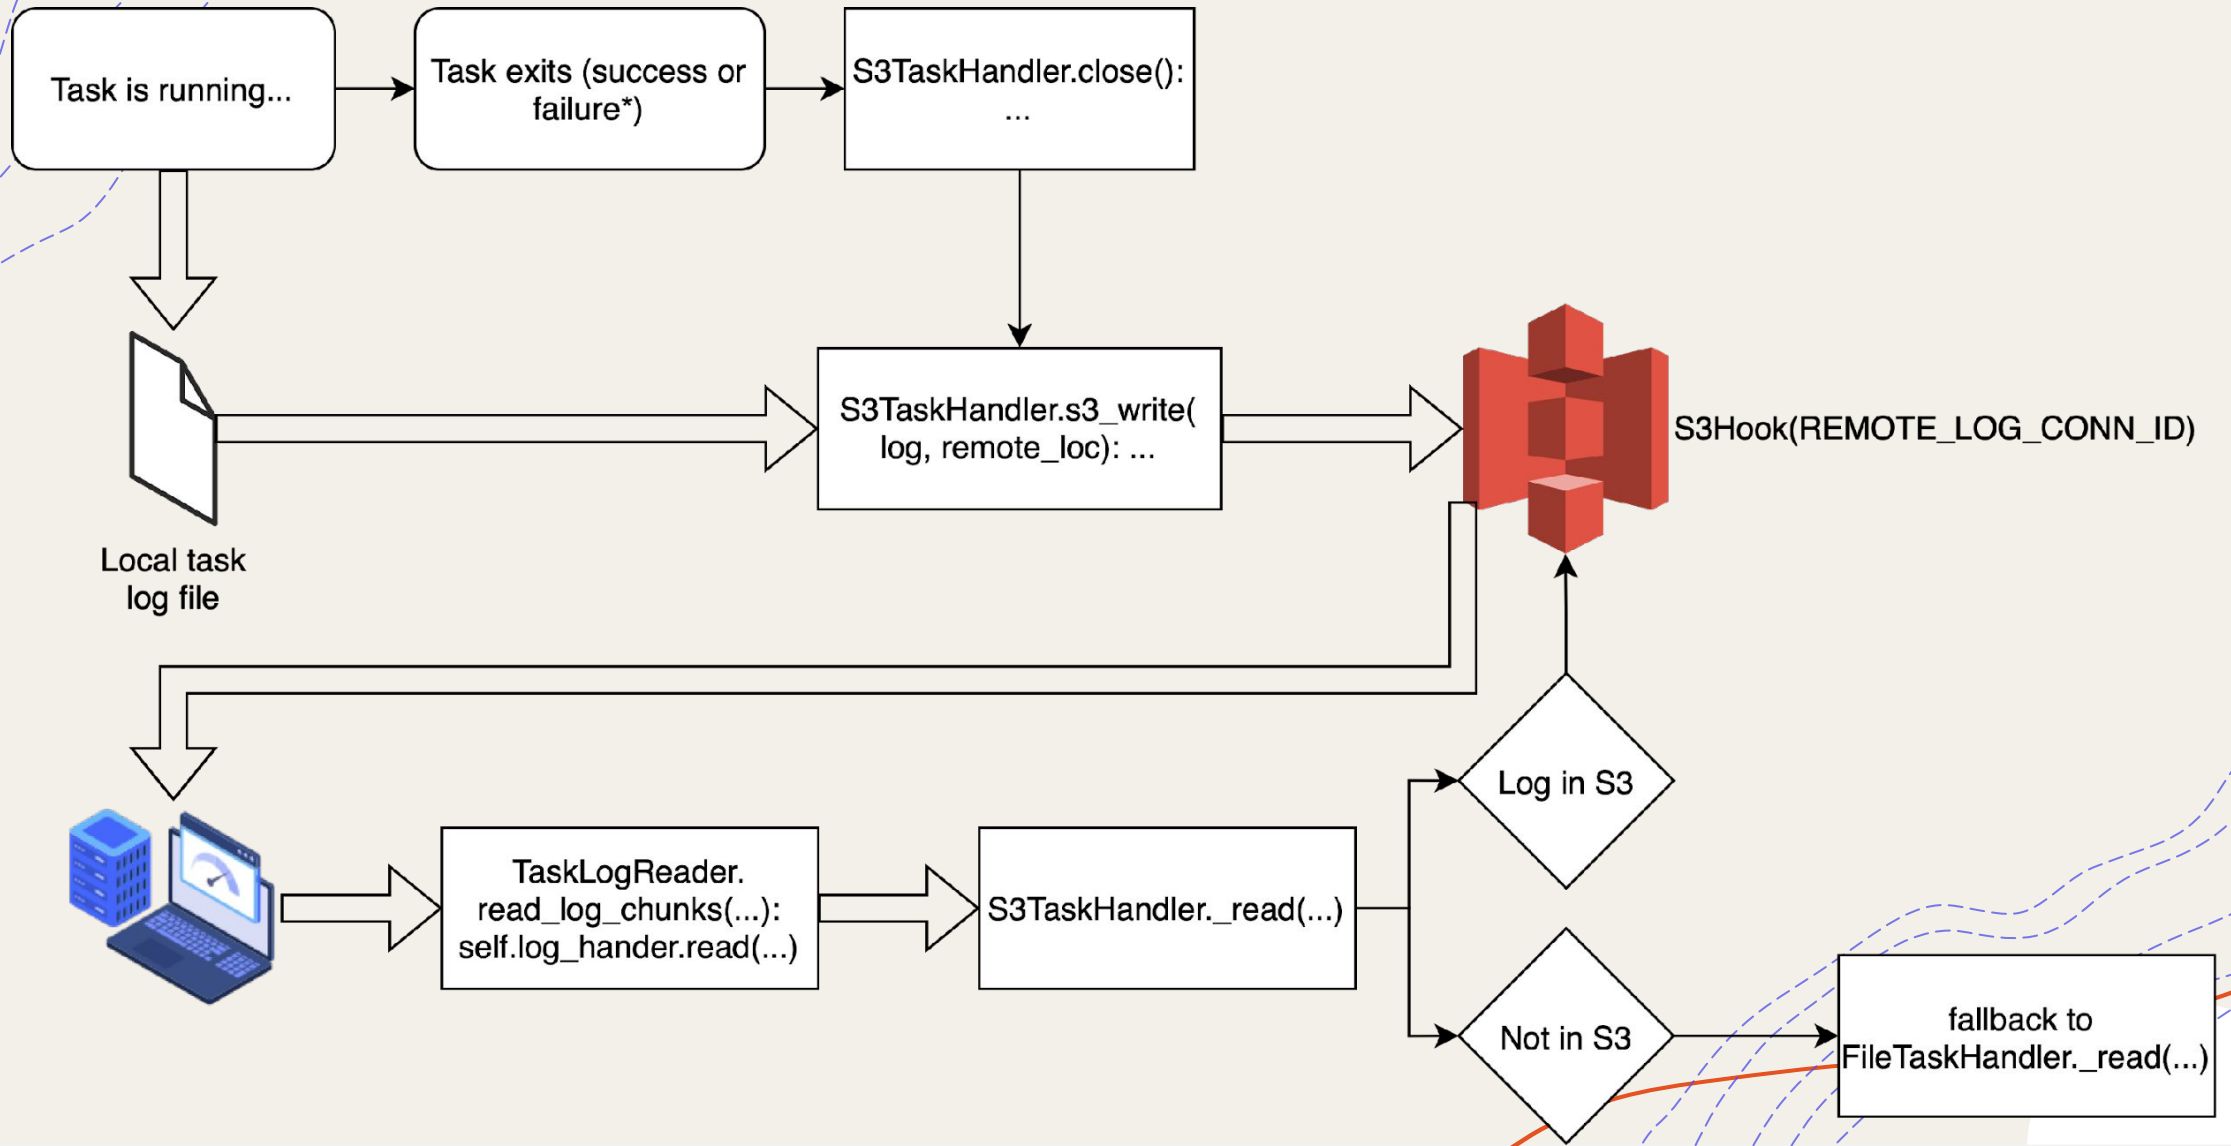 Task is running...
Task exits (success or
failure*)
S3TaskHandler.close():
...
S3TaskHandler.s3_write(
log, remote_loc): ...
S3Hook(REMOTE_LOG_CONN_ID)
Local task
log file
Log in S3
TaskLogReader.
read_log_chunks(...):
self.log_hander.read(...)
S3TaskHandler._read(...)
Not in S3
fallback to
FileTaskHandler._read(...)